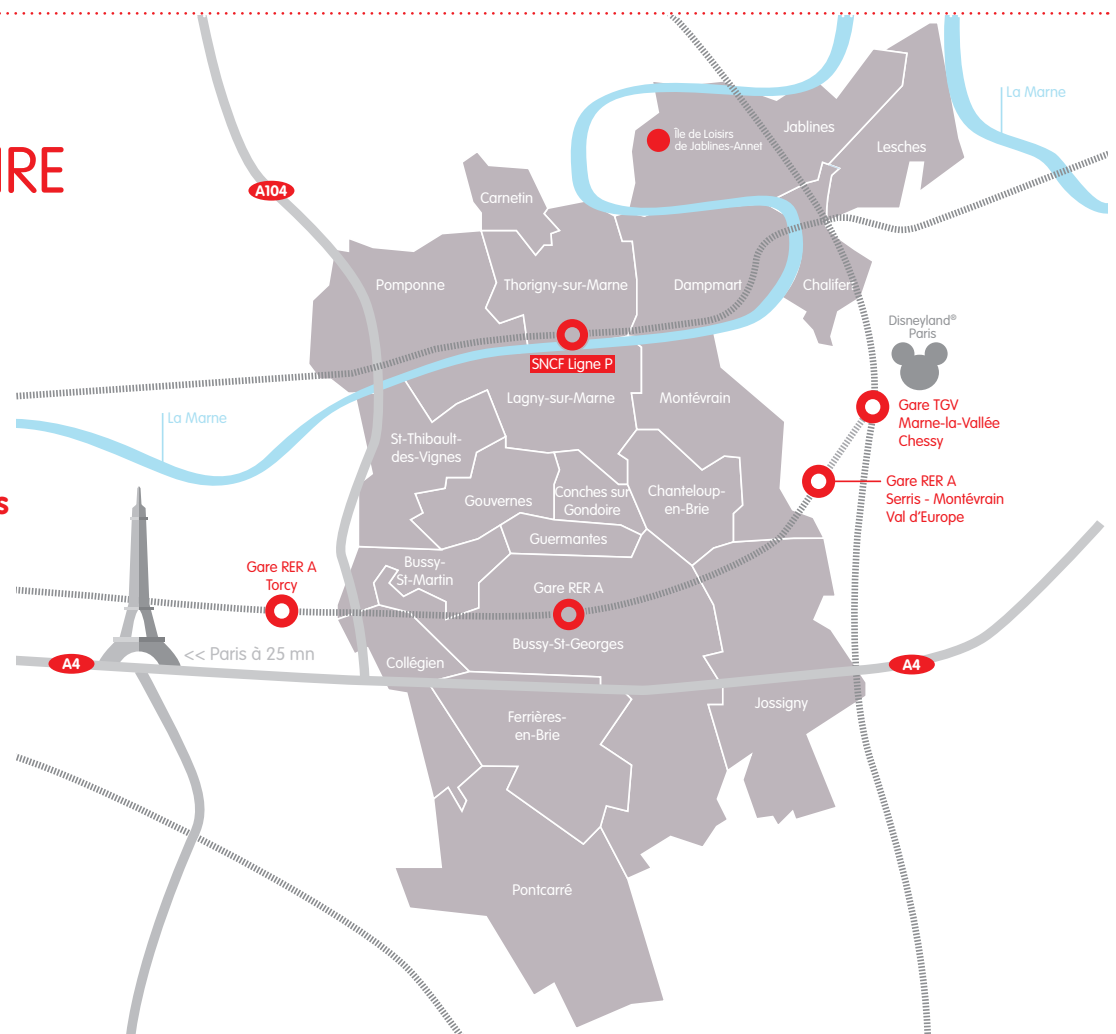 La Marne
Jablines
Île de Loisirs
de Jablines-Annet
Lesches
IRE
A104
Carnetin
Pomponne
Thorigny-sur-Marne
Dampmart
Chalifert
Disneyland®
Paris
SNCF Ligne P
Lagny-sur-Marne
Montévrain
Gare TGV
Marne-la-Vallée
Chessy
La Marne
St-Thibault-
des-Vignes
Gouvernes
Conches sur
Gondoire
Chanteloup-
en-Brie
Gare RER A
Serris - Montévrain
Val d'Europe
s
Guermantes
Bussy-
St-Martin
Gare RER A
Torcy
Gare RER A
Bussy-St-Georges
<< Paris à 25 mn
A4
Collégien
A4
Jossigny
Ferrières-
en-Brie
Pontcarré